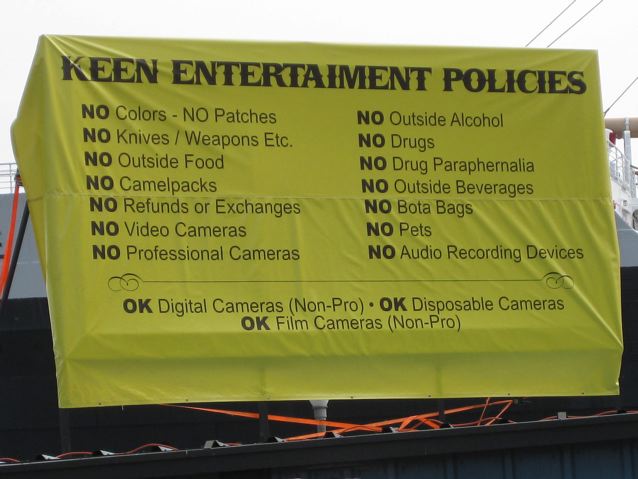 KEEN ENTERTAIMENT POLICIES
NO Colors - NO Patches
NO Knives / Weapons Etc.
NO Outside Food
NO Camelpacks
NO Refunds or Exchanges
NO Video Cameras
NO Professional Cameras
NO Outside Alcohol
NO Drugs
NO Drug Paraphernalia
NO Outside Beverages
NO Bota Bags
NO Pets
NO Audio Recording Devices
OK Digital Cameras (Non-Pro) • OK Disposable Cameras
OK Film Cameras (Non-Pro)